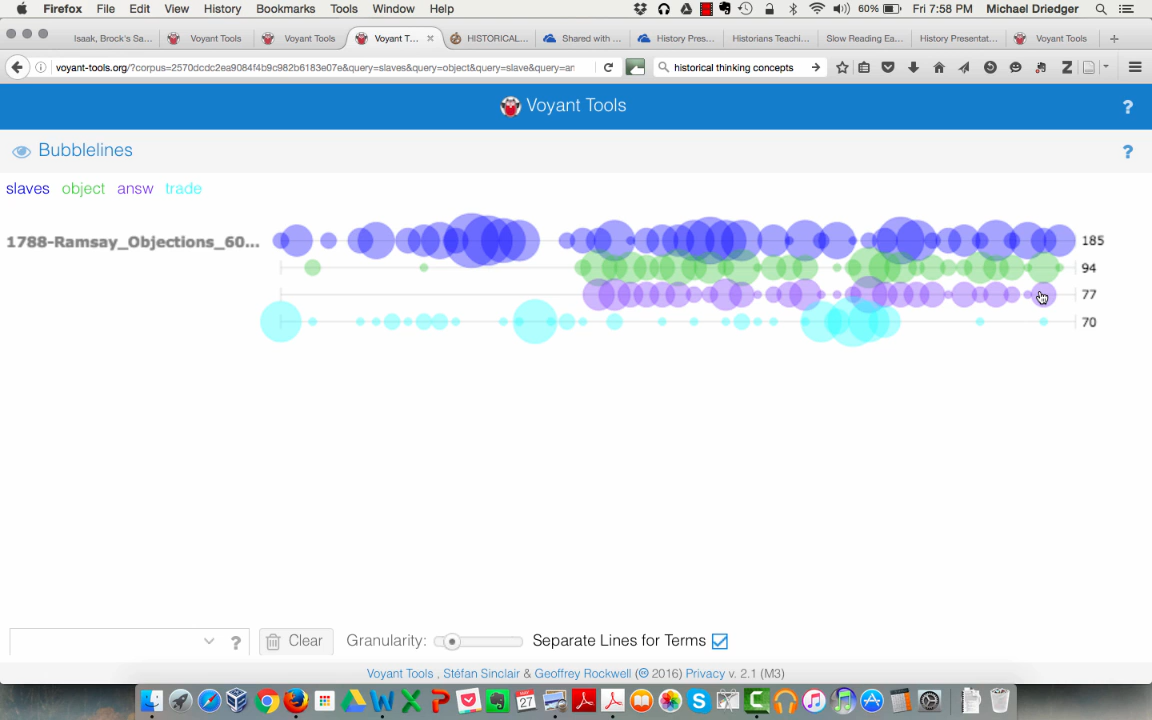 Firefox File Edit View History Bookmarks Tools Window Help 60% Fri 7:58 PM Michael Driedger
Isaak, Brock's Sa... Voyant Tools Voyant Tools Voyant T... × HISTORICAL... Shared with ... History Pres... Historians Teachi... Slow Reading Ea... History Presentat... Voyant Tools +
voyant-tools.org/?corpus=2570dcdc2ea9084f4b9c982b6183e07e&query=slaves&query=object&query=slave&query=an historical thinking concepts
Voyant Tools ?
Bubblelines ?
slaves object answ trade
1788-Ramsay_Objections_60... 185
94
77
70
? Clear Granularity: Separate Lines for Terms
Voyant Tools , Stéfan Sinclair & Geoffrey Rockwell (© 2016) Privacy v. 2.1 (M3)